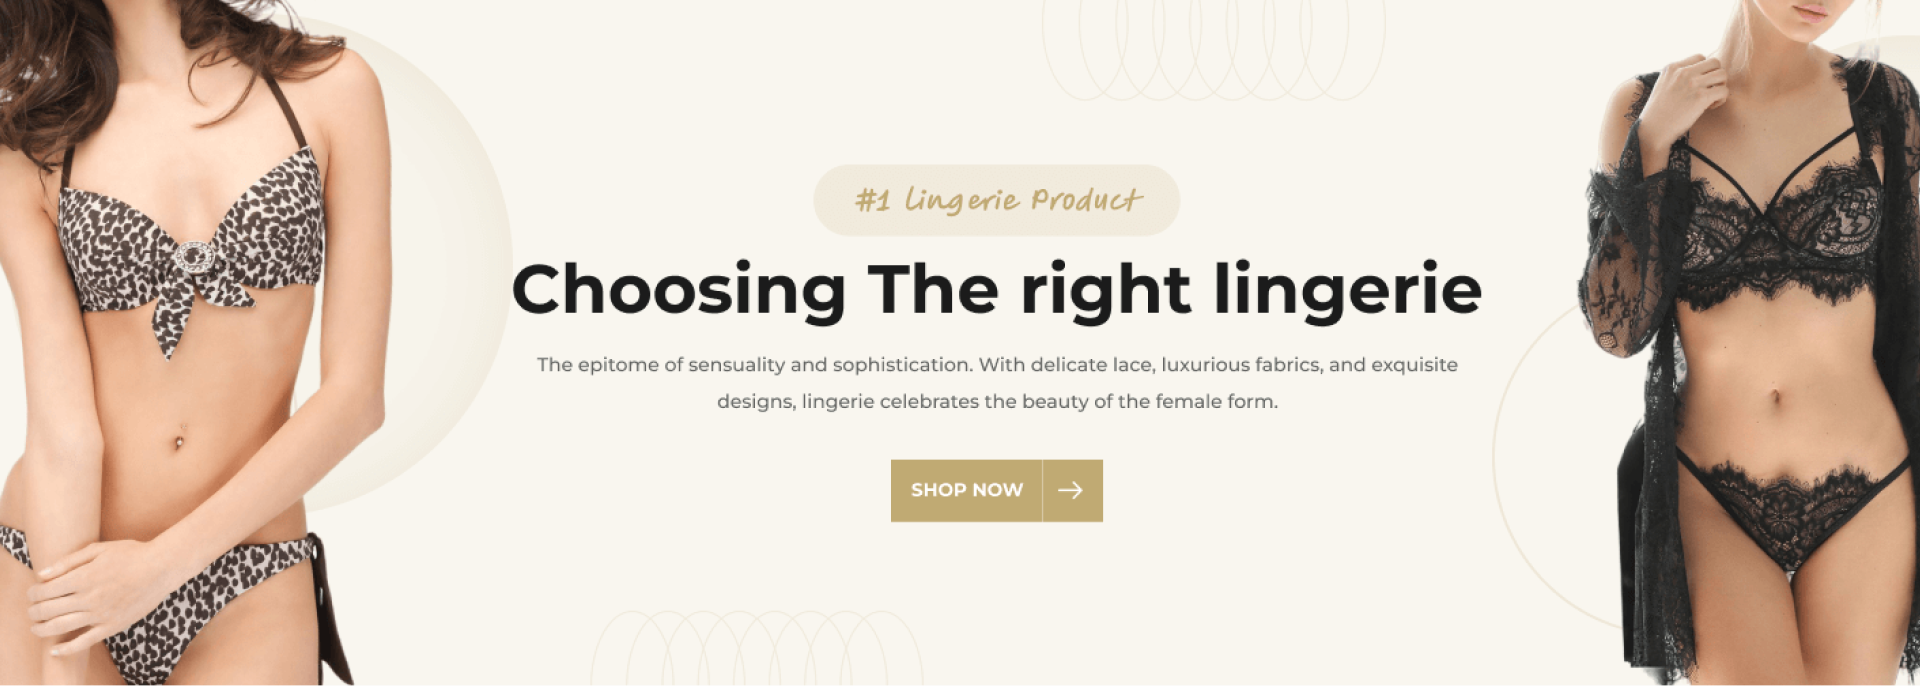 #1 Lingerie Product
Choosing The right lingerie
The epitome of sensuality and sophistication. With delicate lace, luxurious fabrics, and exquisite
designs, lingerie celebrates the beauty of the female form.
SHOP NOW →